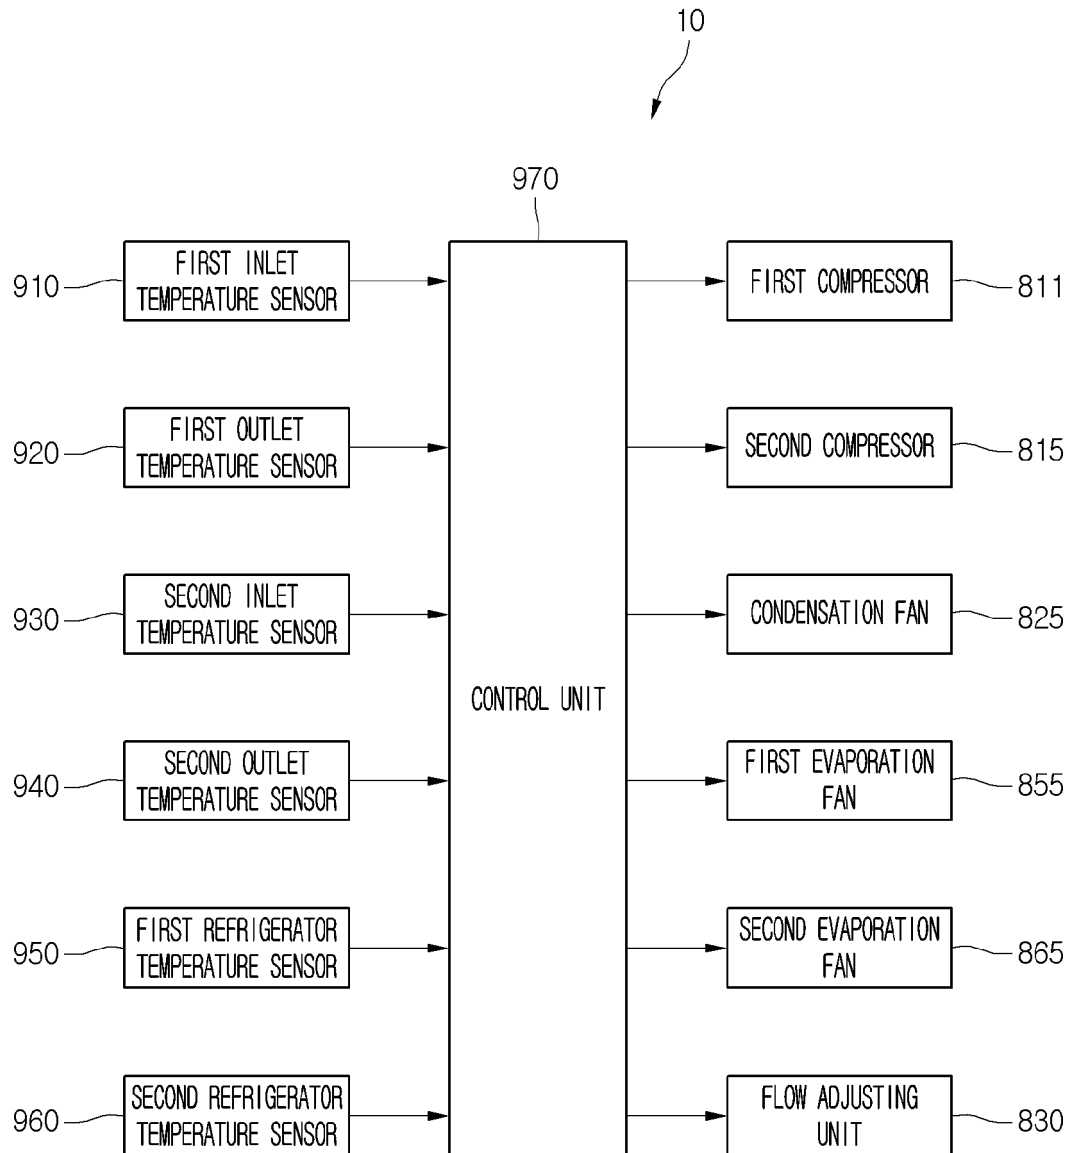 10
970
910
FIRST INLET
TEMPERATURE SENSOR
FIRST COMPRESSOR
811
920
FIRST OUTLET
TEMPERATURE SENSOR
SECOND COMPRESSOR
815
930
SECOND INLET
TEMPERATURE SENSOR
CONDENSATION FAN
825
CONTROL UNIT
940
SECOND OUTLET
TEMPERATURE SENSOR
FIRST EVAPORATION
FAN
855
950
FIRST REFRIGERATOR
TEMPERATURE SENSOR
SECOND EVAPORATION
FAN
865
960
SECOND REFRIGERATOR
TEMPERATURE SENSOR
FLOW ADJUSTING
UNIT
830